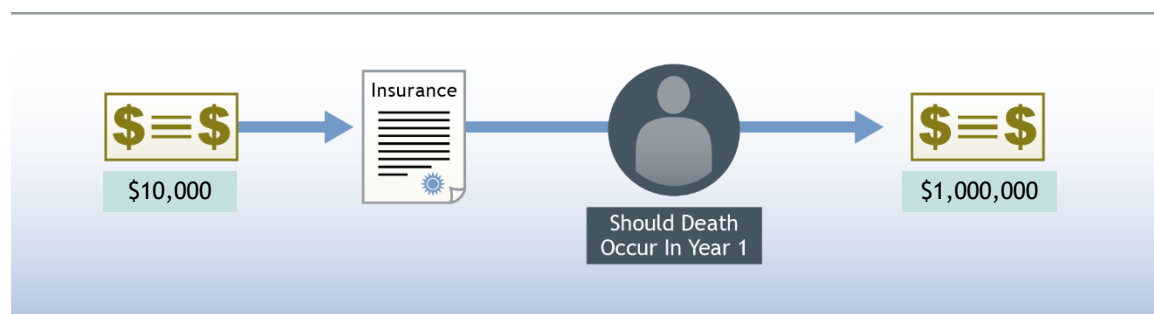 Insurance
$ $
$ $
$10,000
$1,000,000
Should Death
Occur In Year 1